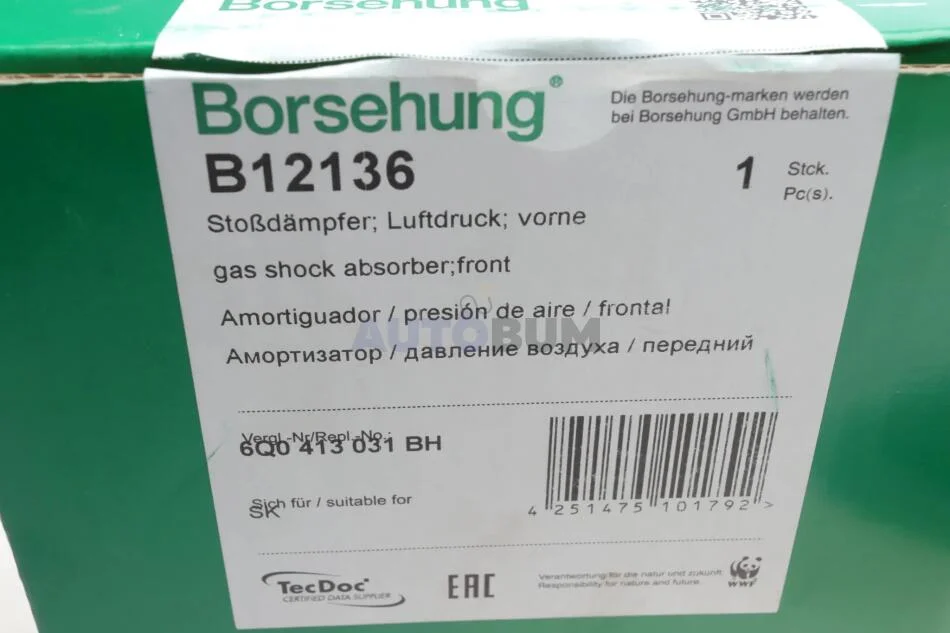 Borsehung
Borsehung®
Die Borsehung-marken werden
bei Borsehung GmbH behalten.
B12136
1 Stck.
Pc(s).
Stoßdämpfer; Luftdruck; vorne
gas shock absorber;front
Amortiguador / presión de aire / frontal
AUTOBUM
Амортизатор / давление воздуха / передний
Vergl.-Nr/Repl.-No.:
6Q0 413 031 BH
Sich für / suitable for
SK
4 251475 101792 >
TecDoc
CERTIFIED DATA SUPPLIER
EAC
Verantwortung für die natur und zukunft.
Responsibility for nature and future.
WWF